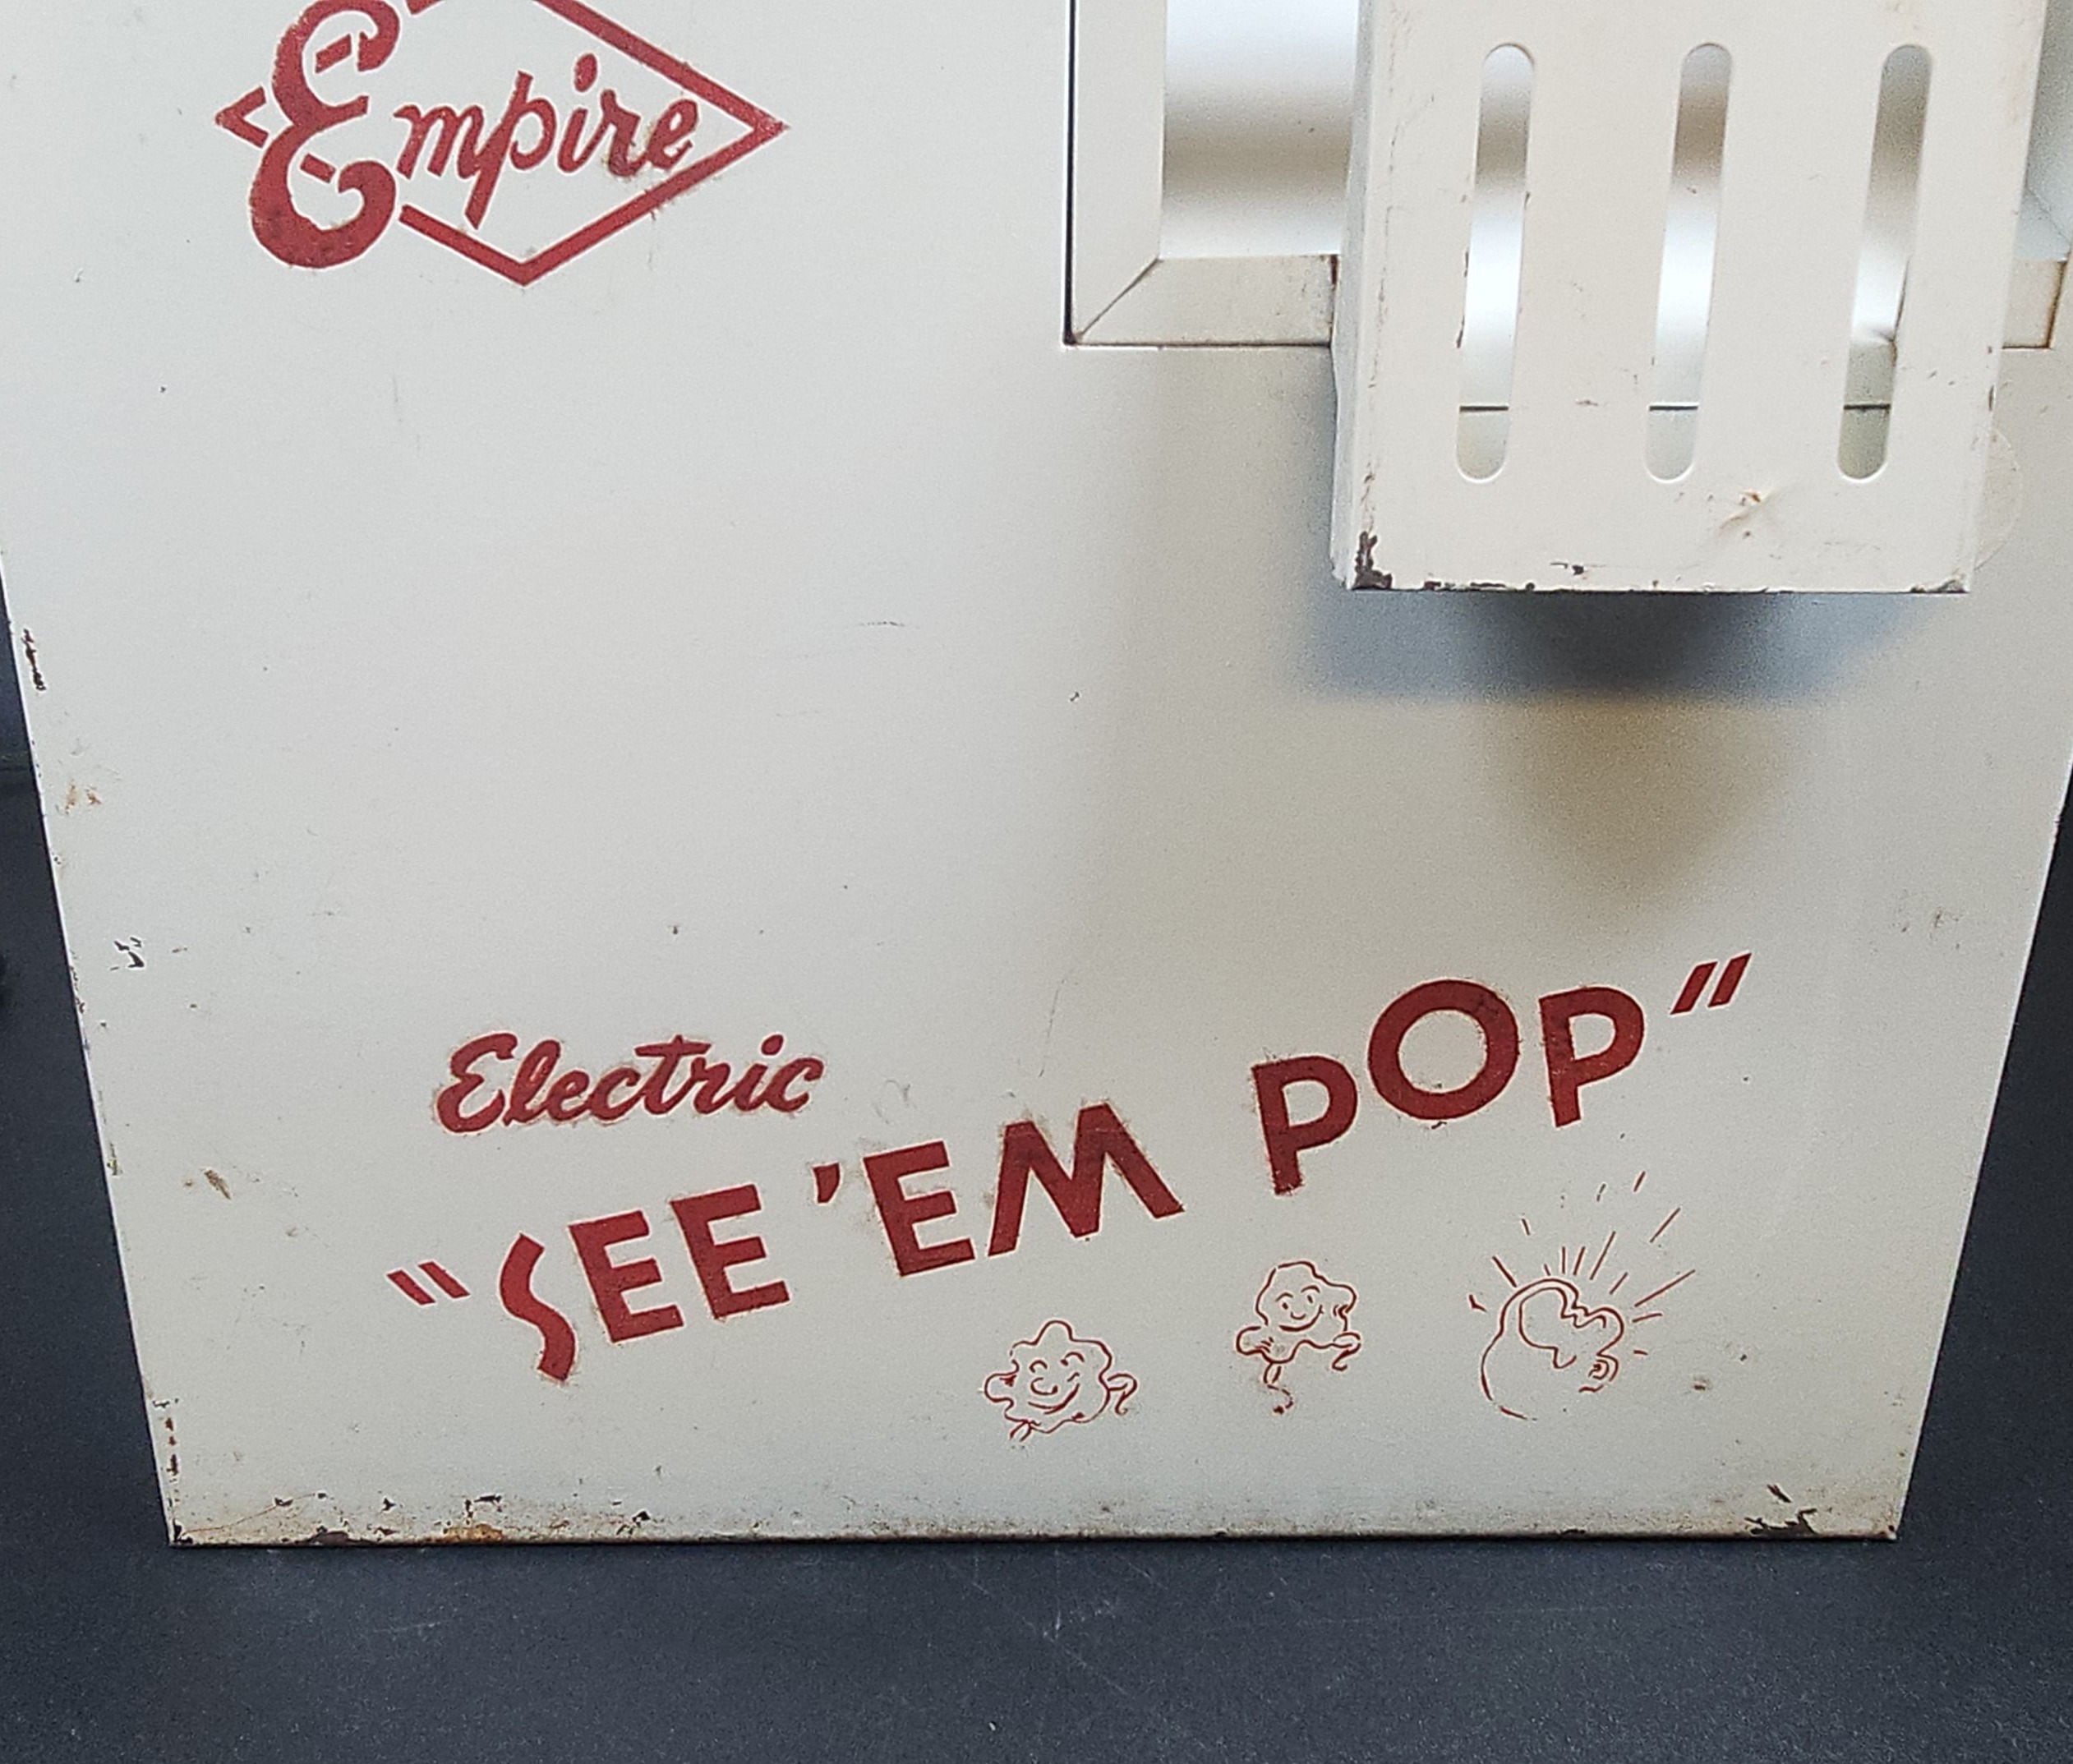 Empire
Electric
"SEE 'EM POP"